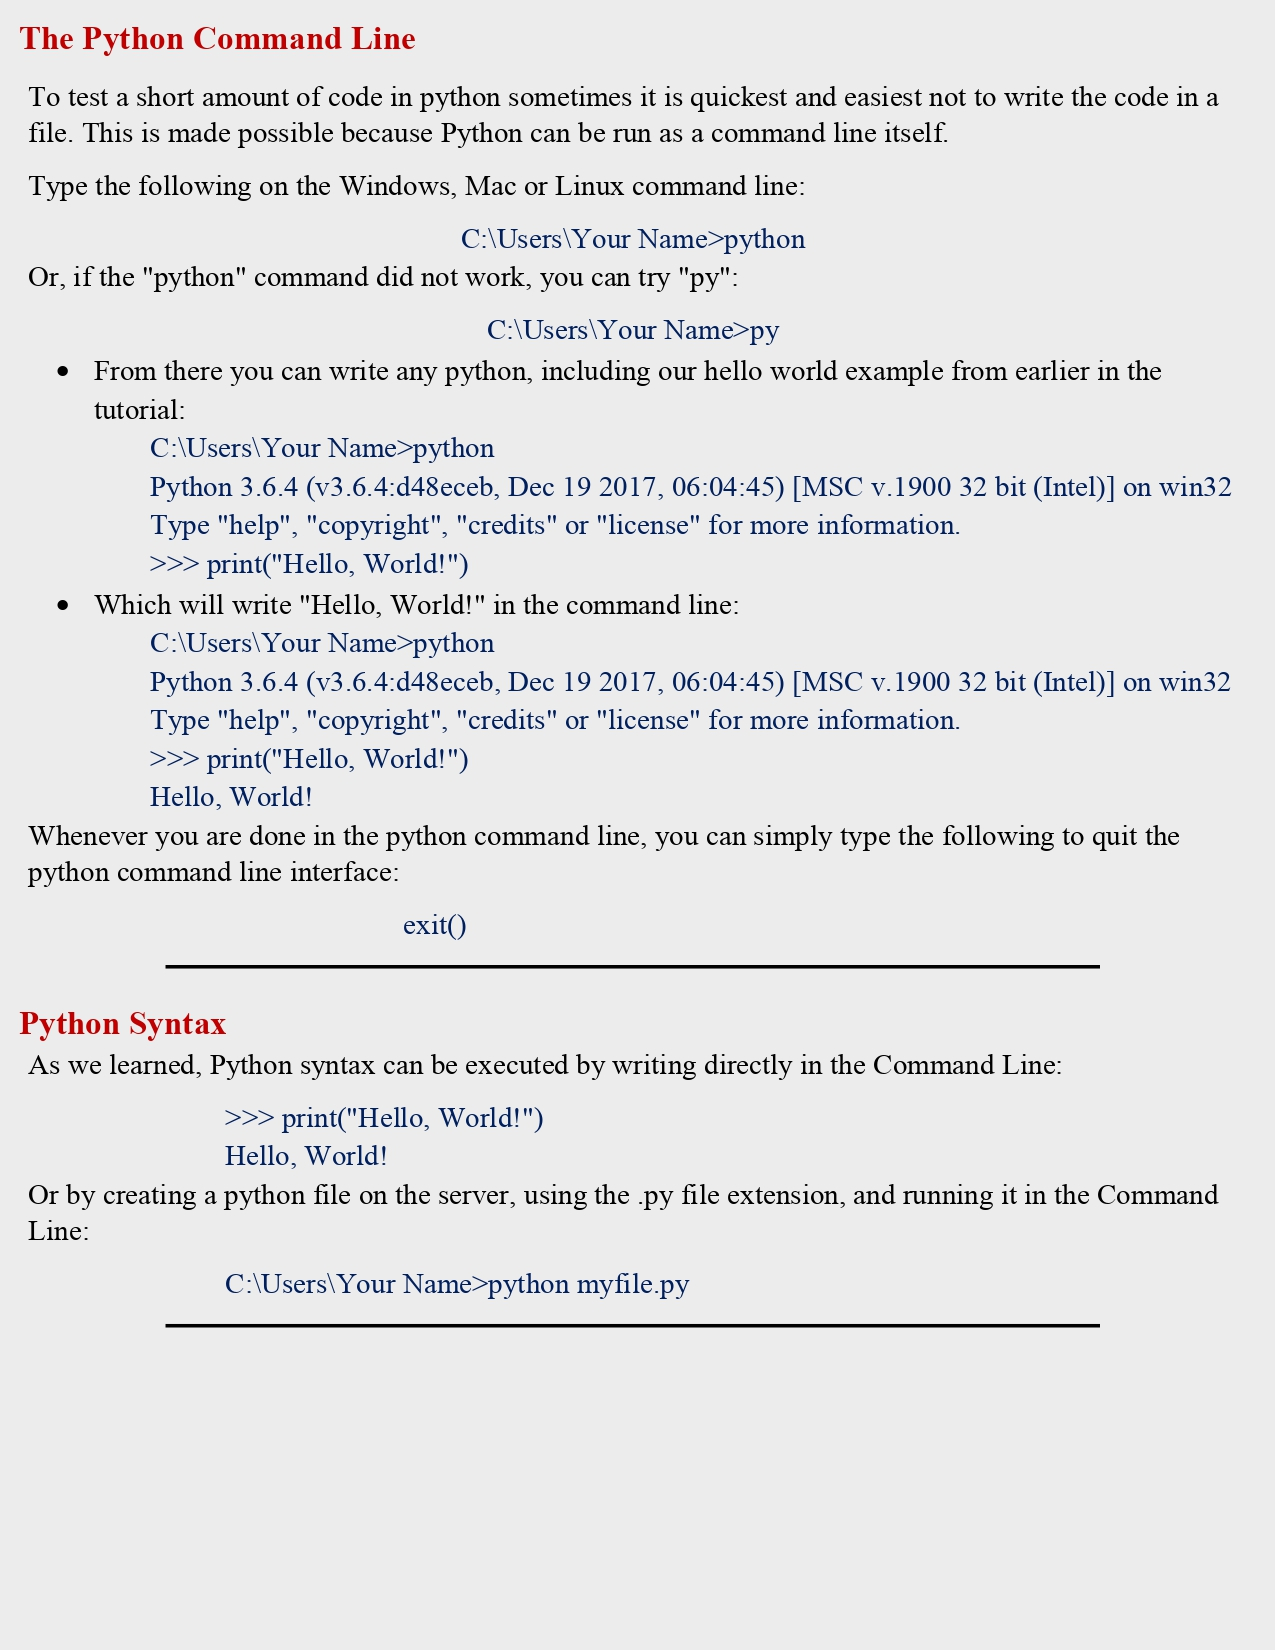 The Python Command Line
To test a short amount of code in python sometimes it is quickest and easiest not to write the code in a
file. This is made possible because Python can be run as a command line itself.
Type the following on the Windows, Mac or Linux command line:
C:\Users\Your Name>python
Or, if the "python" command did not work, you can try "py":
C:\Users\Your Name>py
• From there you can write any python, including our hello world example from earlier in the
tutorial:
C:\Users\Your Name>python
Python 3.6.4 (v3.6.4:d48eceb, Dec 19 2017, 06:04:45) [MSC v.1900 32 bit (Intel)] on win32
Type "help", "copyright", "credits" or "license" for more information.
>>> print("Hello, World!")
• Which will write "Hello, World!" in the command line:
C:\Users\Your Name>python
Python 3.6.4 (v3.6.4:d48eceb, Dec 19 2017, 06:04:45) [MSC v.1900 32 bit (Intel)] on win32
Type "help", "copyright", "credits" or "license" for more information.
>>> print("Hello, World!")
Hello, World!
Whenever you are done in the python command line, you can simply type the following to quit the
python command line interface:
exit()
Python Syntax
As we learned, Python syntax can be executed by writing directly in the Command Line:
>>> print("Hello, World!")
Hello, World!
Or by creating a python file on the server, using the .py file extension, and running it in the Command
Line:
C:\Users\Your Name>python myfile.py